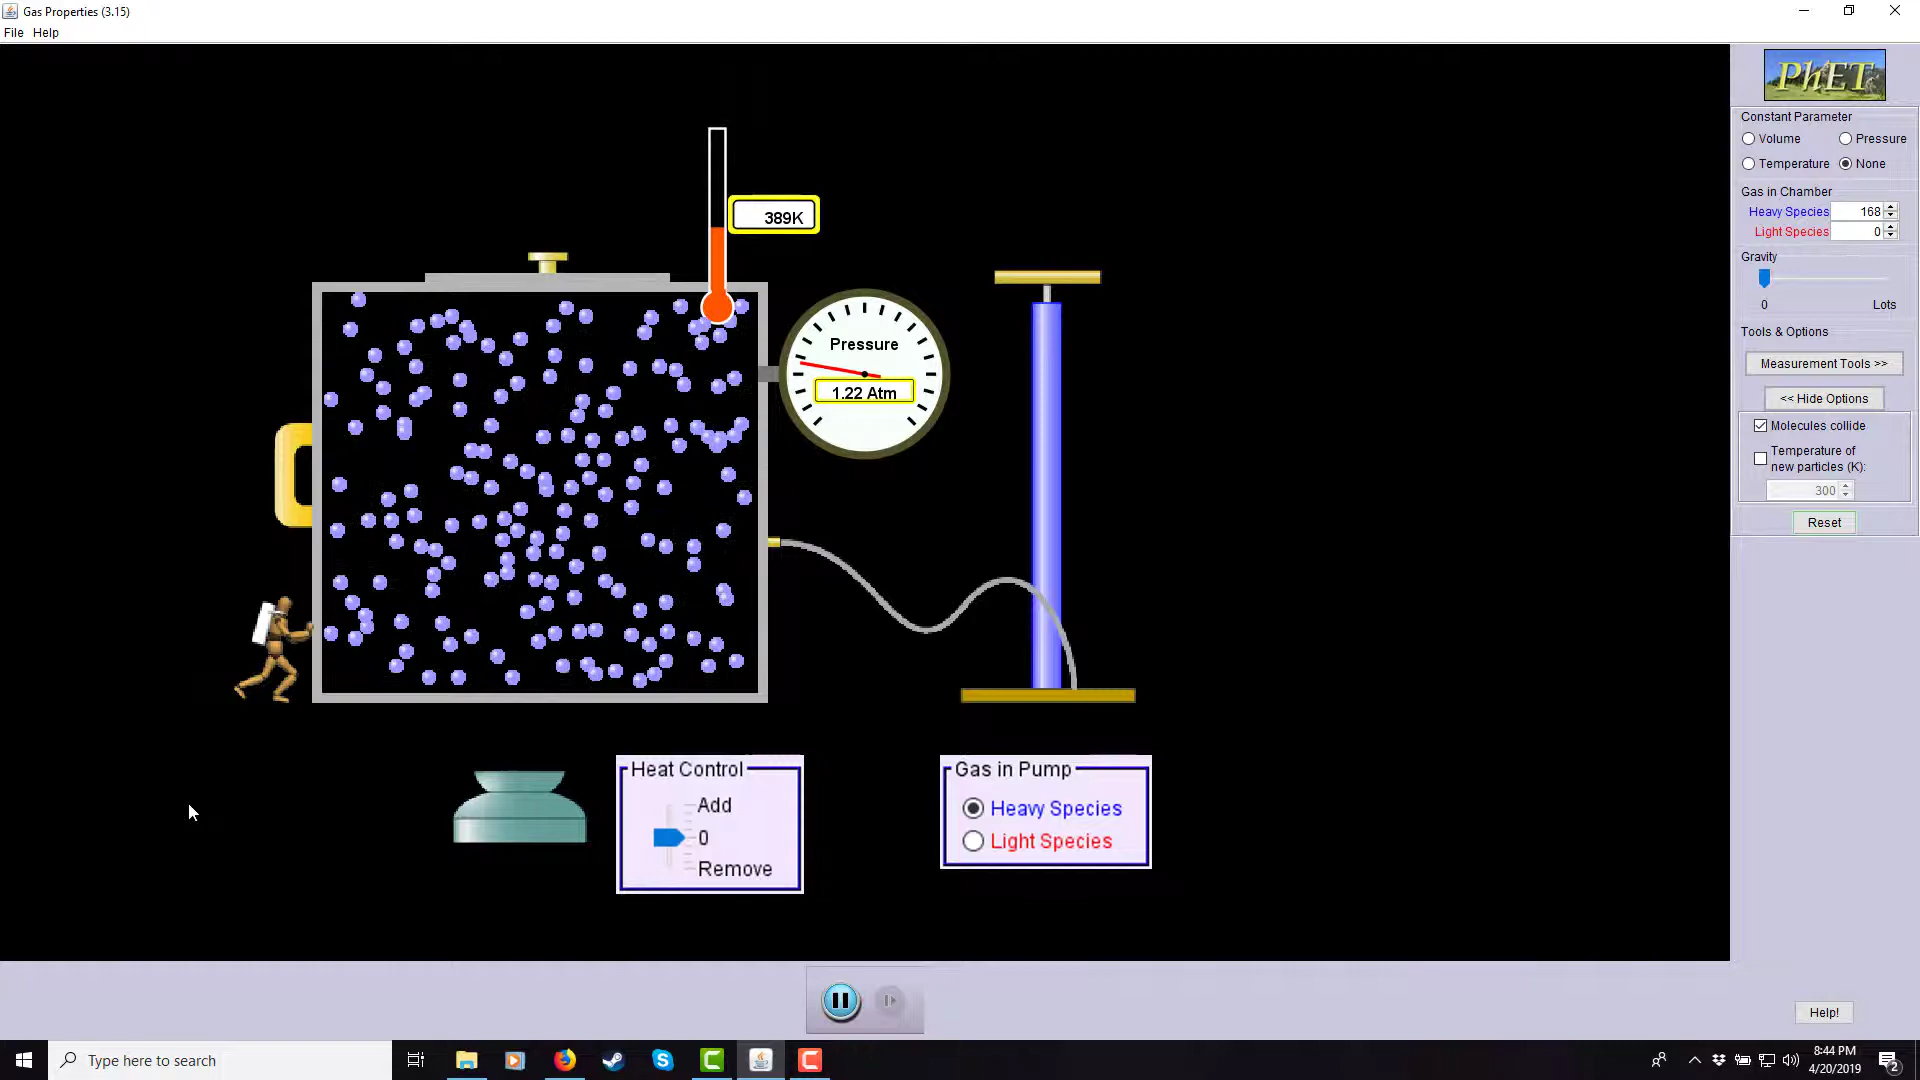 Gas Properties (3.15)
File Help
PhET
Constant Parameter
Volume Pressure
Temperature None
Gas in Chamber
Heavy Species 168
Light Species 0
Gravity
0 Lots
Tools & Options
Measurement Tools >>
<< Hide Options
Molecules collide
Temperature of
new particles (K):
300
Reset
389K
Pressure
1.22 Atm
Heat Control
Add
0
Remove
Gas in Pump
Heavy Species
Light Species
Help!
Type here to search
8:44 PM
4/20/2019
2